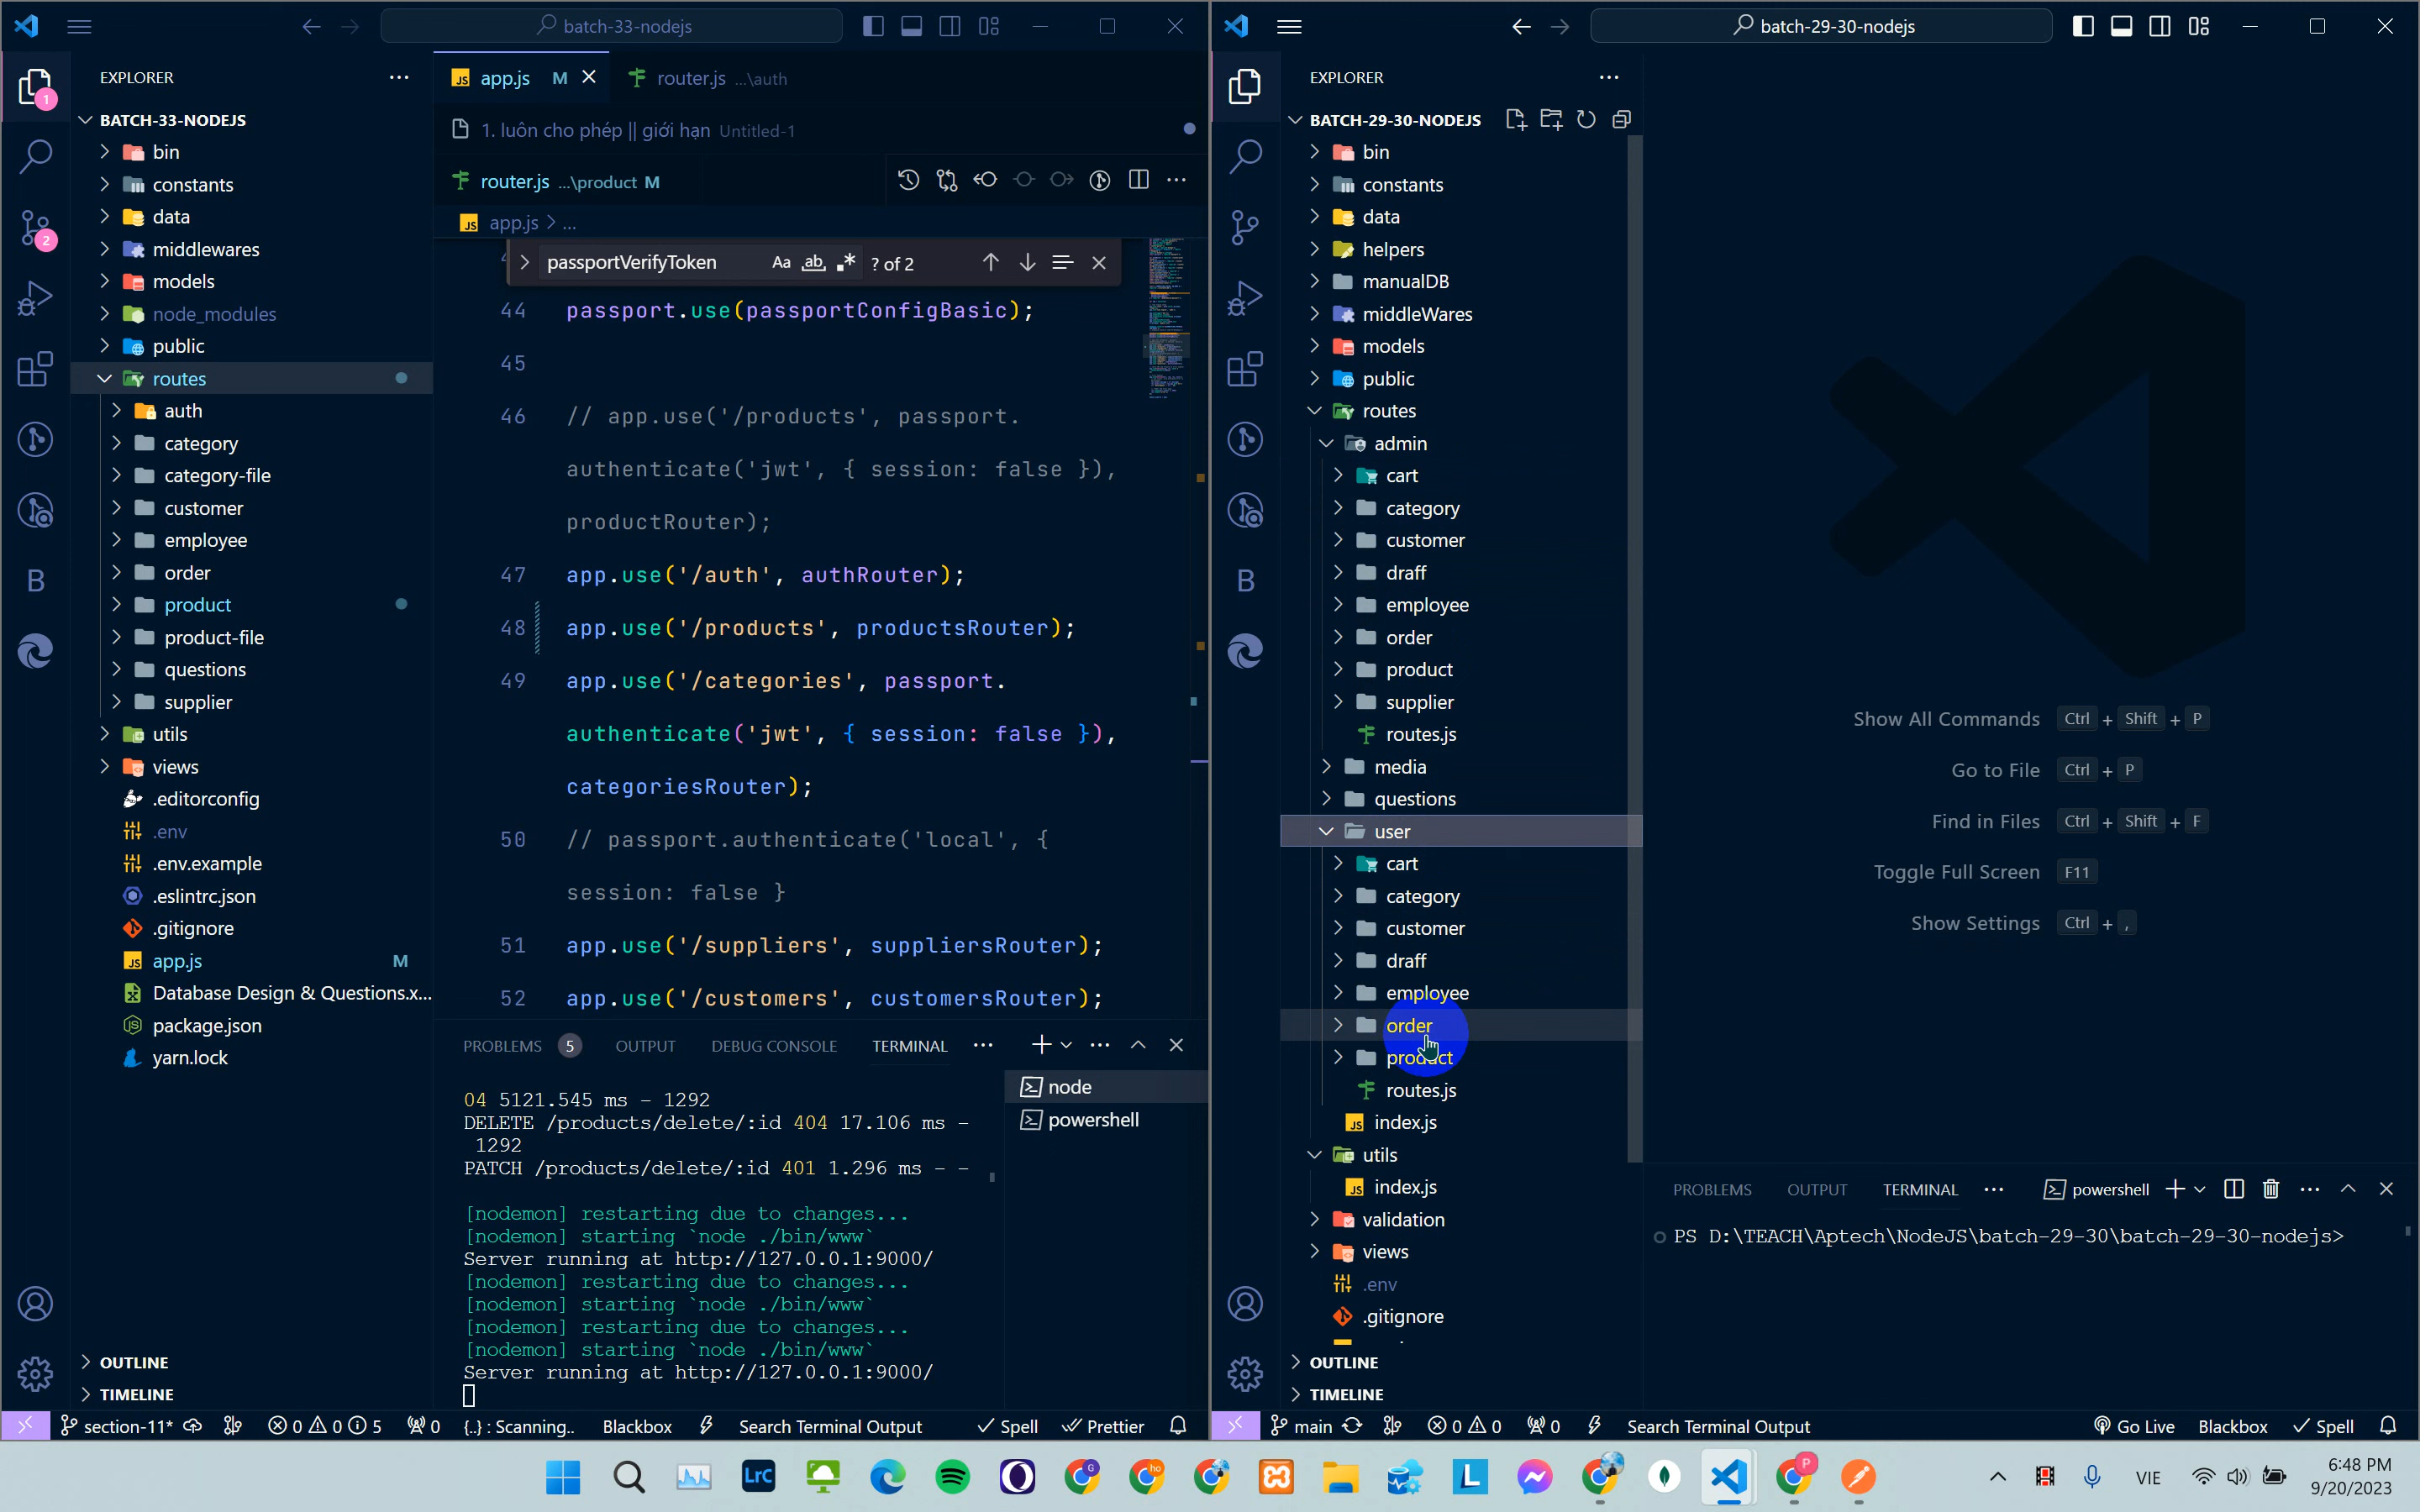 batch-33-nodejs
EXPLORER
BATCH-33-NODEJS
bin
constants
data
middlewares
models
node_modules
public
routes
auth
category
category-file
customer
employee
order
product
product-file
questions
supplier
utils
views
.editorconfig
.env
.env.example
.eslintrc.json
.gitignore
app.js M
Database Design & Questions.x...
package.json
yarn.lock
OUTLINE
TIMELINE
1
2
B
app.js M
router.js ...\auth
1. luôn cho phép || giới hạn Untitled-1
router.js ...\product M
app.js > ...
passportVerifyToken Aa ab .* ? of 2
44 passport.use(passportConfigBasic);
45
46 // app.use('/products', passport.
authenticate('jwt', { session: false }),
productRouter);
47 app.use('/auth', authRouter);
48 app.use('/products', productsRouter);
49 app.use('/categories', passport.
authenticate('jwt', { session: false }),
categoriesRouter);
50 // passport.authenticate('local', {
session: false }
51 app.use('/suppliers', suppliersRouter);
52 app.use('/customers', customersRouter);
PROBLEMS 5 OUTPUT DEBUG CONSOLE TERMINAL
node
powershell
04 5121.545 ms - 1292
DELETE /products/delete/:id 404 17.106 ms -
1292
PATCH /products/delete/:id 401 1.296 ms - -
[nodemon] restarting due to changes...
[nodemon] starting `node ./bin/www`
Server running at http://127.0.0.1:9000/
[nodemon] restarting due to changes...
[nodemon] starting `node ./bin/www`
[nodemon] restarting due to changes...
[nodemon] starting `node ./bin/www`
Server running at http://127.0.0.1:9000/
section-11* 0 0 5 0 {..} : Scanning.. Blackbox Search Terminal Output Spell Prettier
batch-29-30-nodejs
EXPLORER
BATCH-29-30-NODEJS
bin
constants
data
helpers
manualDB
middleWares
models
public
routes
admin
cart
category
customer
draff
employee
order
product
supplier
routes.js
media
questions
user
cart
category
customer
draff
employee
order
product
routes.js
index.js
utils
index.js
validation
views
.env
.gitignore
OUTLINE
TIMELINE
B
Show All Commands Ctrl + Shift + P
Go to File Ctrl + P
Find in Files Ctrl + Shift + F
Toggle Full Screen F11
Show Settings Ctrl + ,
PROBLEMS OUTPUT TERMINAL powershell
PS D:\TEACH\Aptech\NodeJS\batch-29-30\batch-29-30-nodejs>
main 0 0 0 Search Terminal Output Go Live Blackbox Spell
LrC
G
ho
L
P
VIE
6:48 PM
9/20/2023